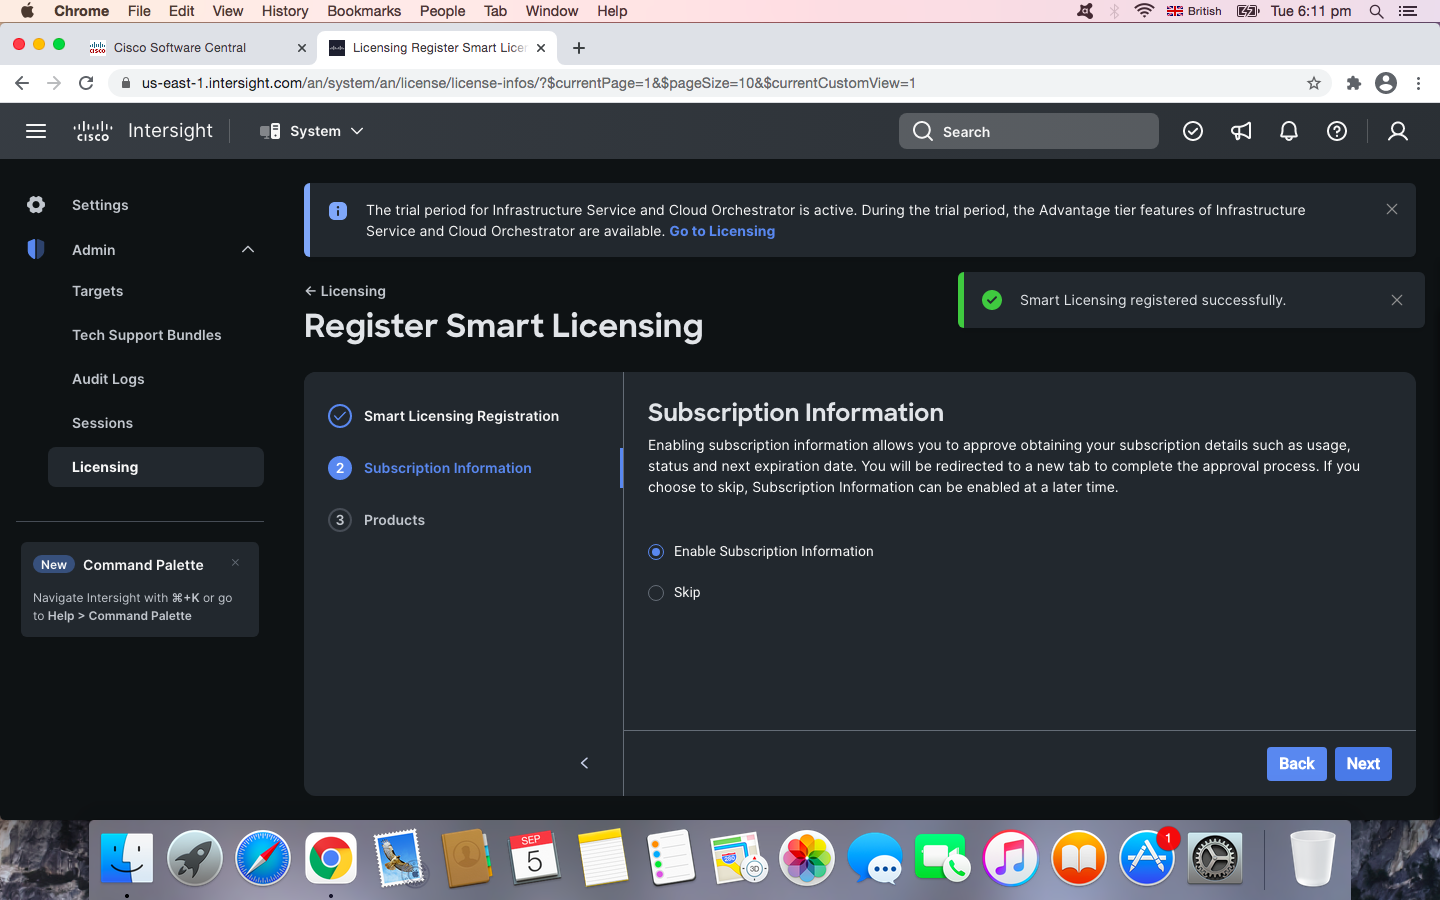 Chrome File Edit View History Bookmarks People Tab Window Help British Tue 6:11 pm
Cisco Software Central
Licensing Register Smart Licen
us-east-1.intersight.com/an/system/an/license/license-infos/?$currentPage=1&$pageSize=10&$currentCustomView=1
CISCO Intersight System Search
Settings
Admin
Targets
Tech Support Bundles
Audit Logs
Sessions
Licensing
New Command Palette
Navigate Intersight with ⌘+K or go
to Help > Command Palette
The trial period for Infrastructure Service and Cloud Orchestrator is active. During the trial period, the Advantage tier features of Infrastructure
Service and Cloud Orchestrator are available. Go to Licensing
← Licensing
Register Smart Licensing
Smart Licensing registered successfully.
Smart Licensing Registration
2 Subscription Information
3 Products
Subscription Information
Enabling subscription information allows you to approve obtaining your subscription details such as usage,
status and next expiration date. You will be redirected to a new tab to complete the approval process. If you
choose to skip, Subscription Information can be enabled at a later time.
Enable Subscription Information
Skip
Back Next
SEP
5
280
3D
1